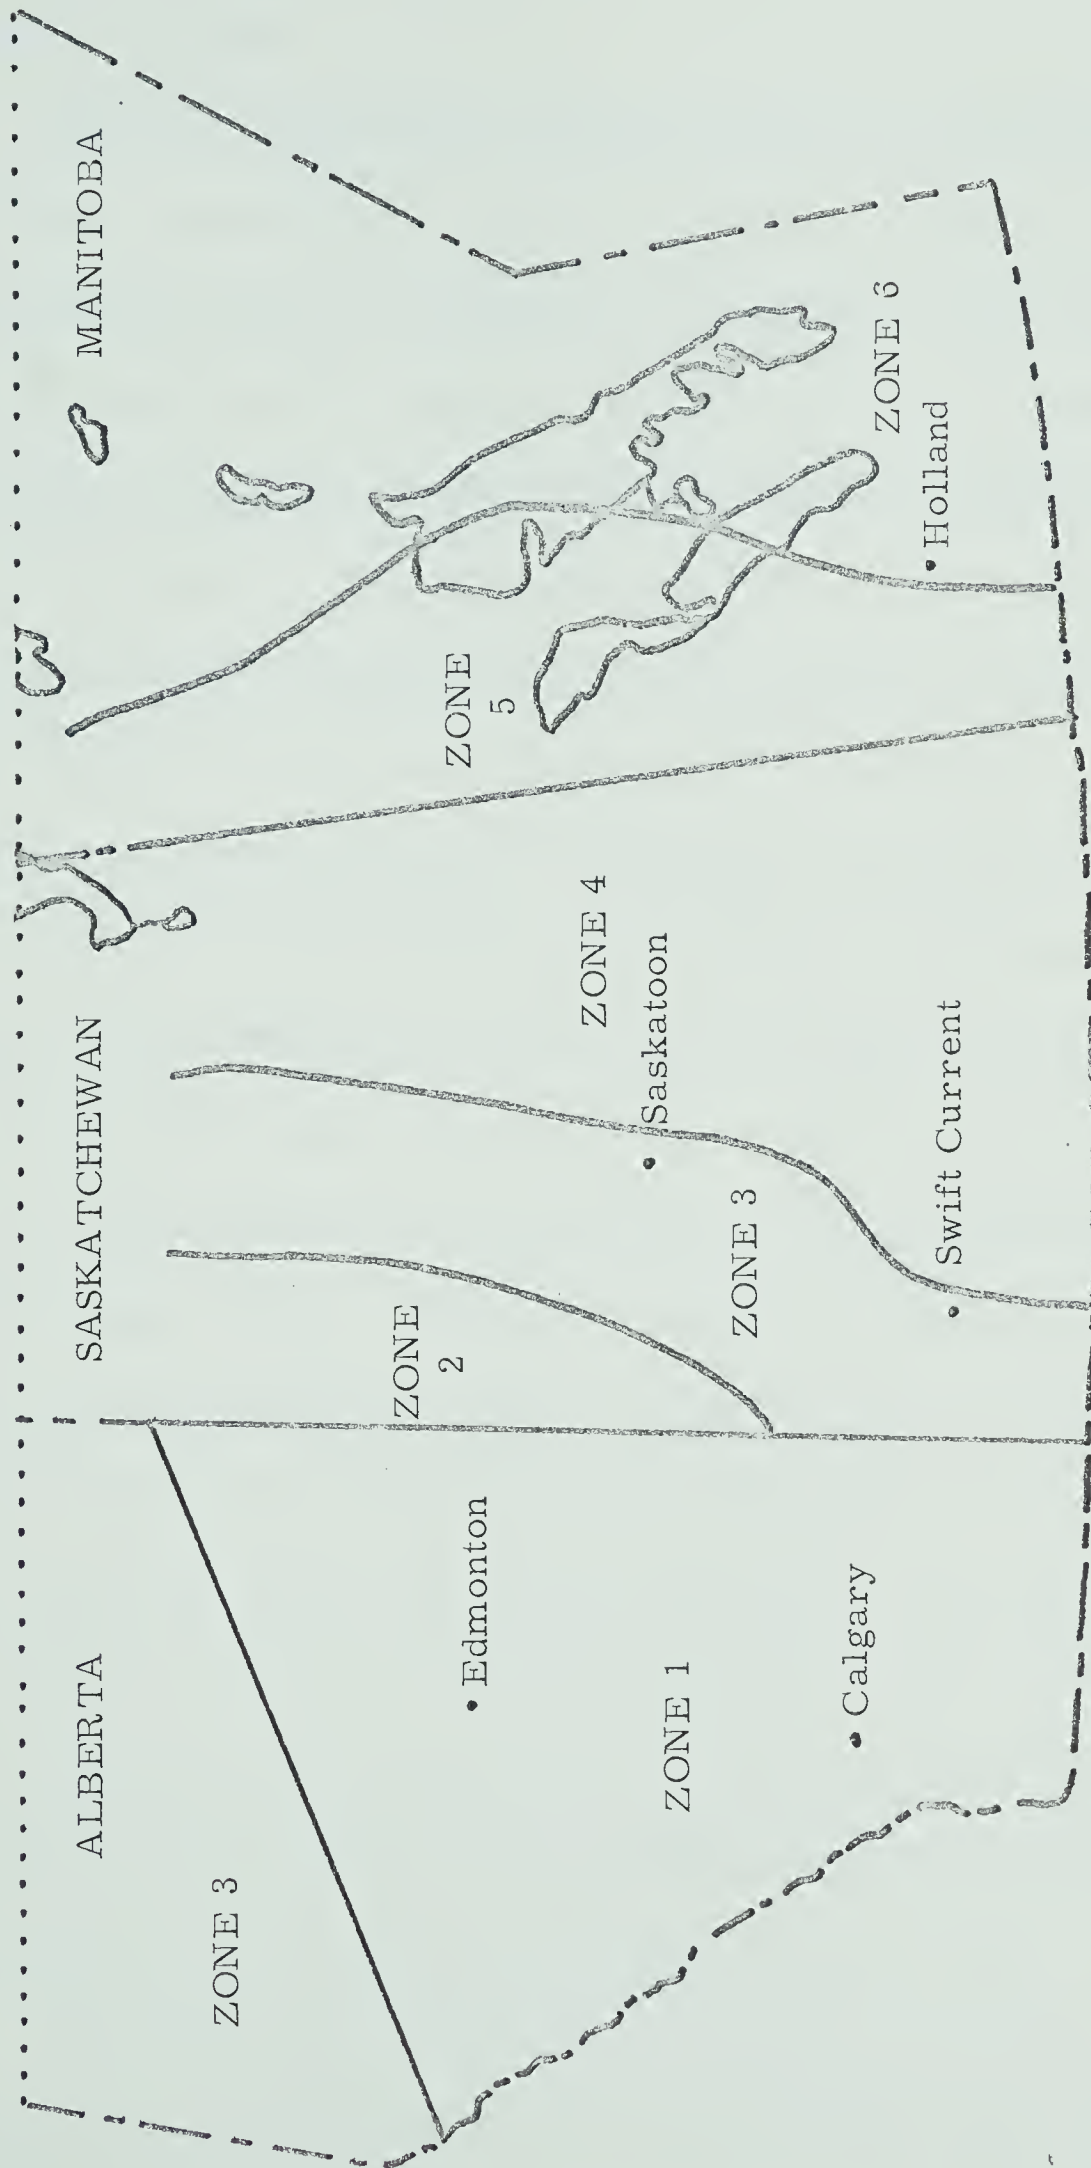 ALBERTA
SASKATCHEWAN
MANITOBA
ZONE 3
ZONE
2
ZONE
5
Edmonton
ZONE 4
Saskatoon
ZONE 1
ZONE 3
ZONE 6
Calgary
Swift Current
Holland